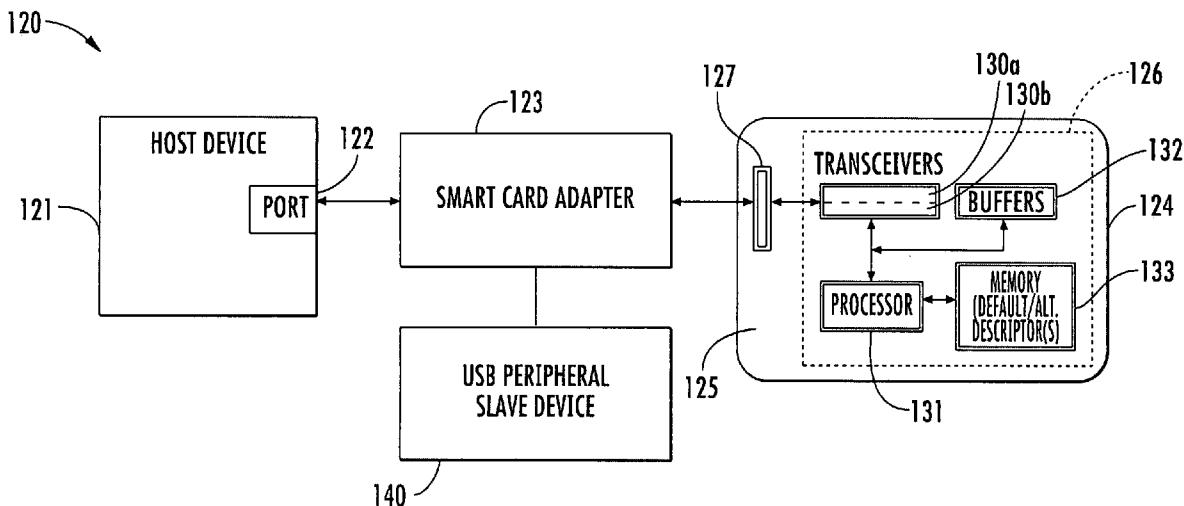 120
HOST DEVICE
121
PORT
122
123
SMART CARD ADAPTER
USB PERIPHERAL
SLAVE DEVICE
140
127
130a
130b
126
TRANSCEIVERS
BUFFERS
132
124
PROCESSOR
MEMORY
(DEFAULT/ALT.
DESCRIPTOR(S)
133
125
131